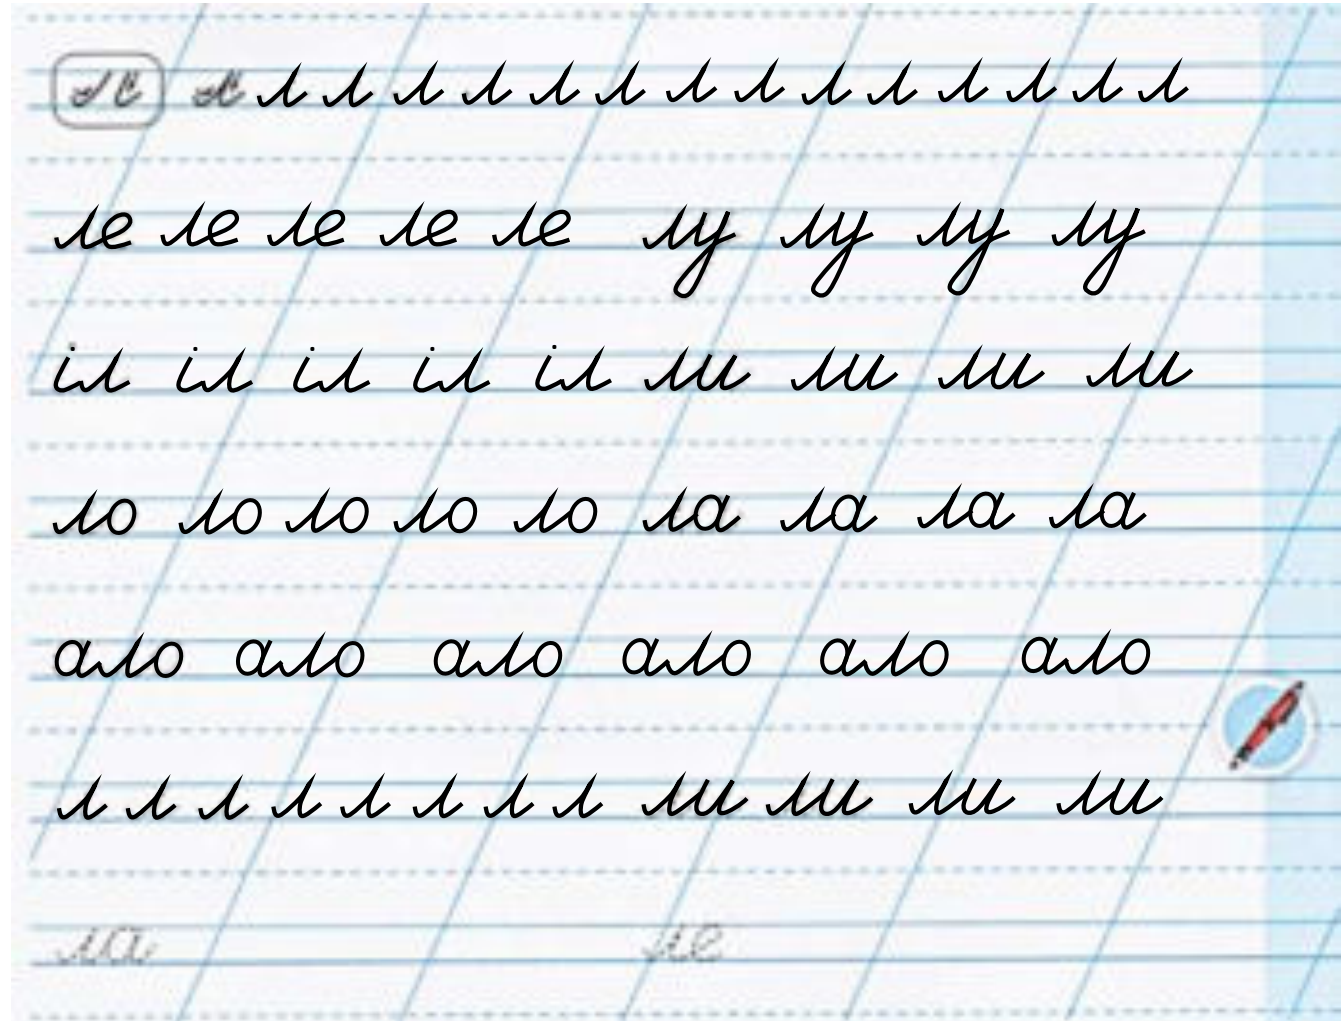 л л л л л л л л л л л л л л
ле ле ле ле ле лу лу лу лу
іл іл іл іл іл ли ли ли ли
ло ло ло ло ло ла ла ла ла
ало ало ало ало ало ало
л л л л л л л л ли ли ли ли
ла ле